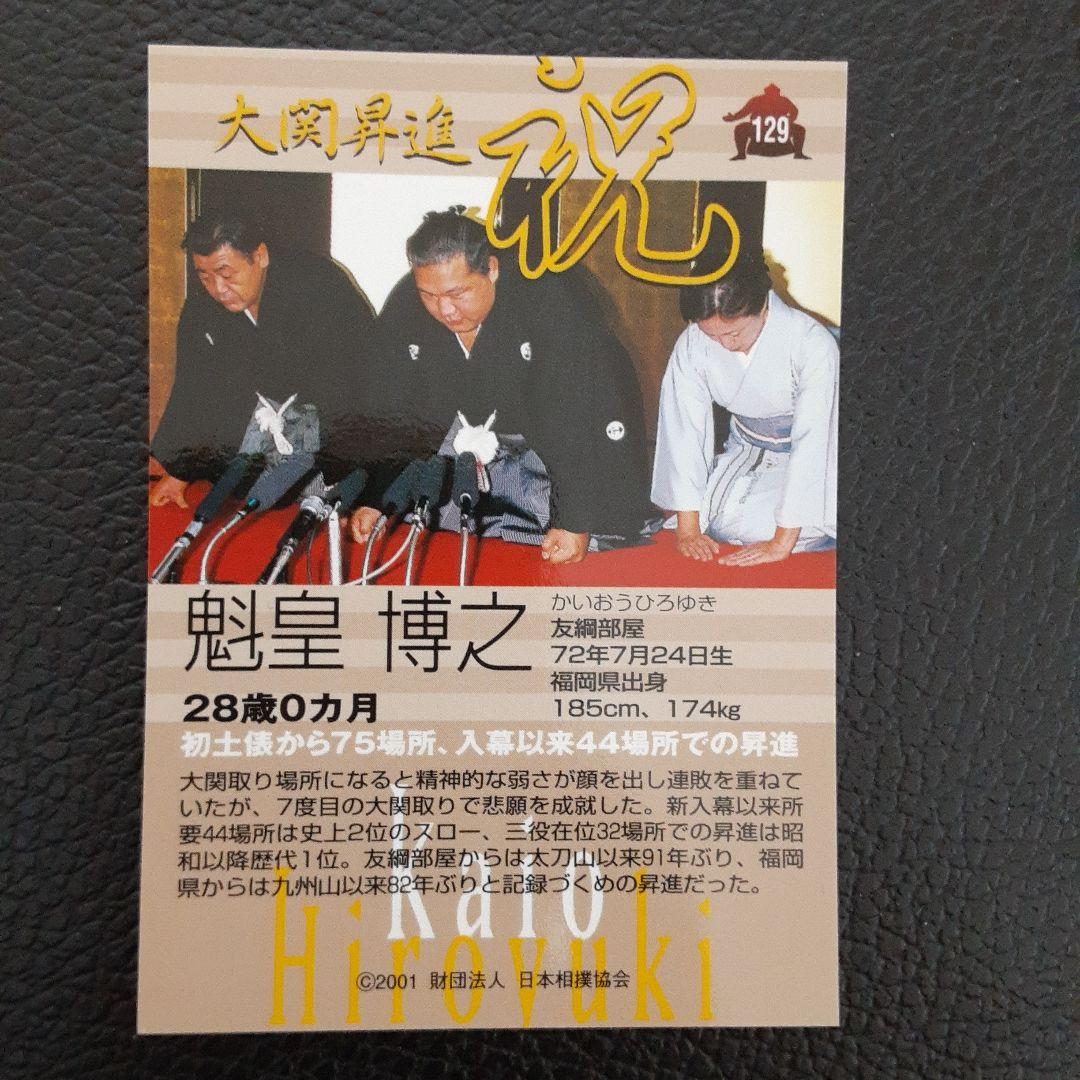 大関昇進 祝
129
魁皇 博之
かいおうひろゆき
友綱部屋
72年7月24日生
福岡県出身
185cm、174kg
28歳0カ月
初土俵から75場所、入幕以来44場所での昇進
大関取り場所になると精神的な弱さが顔を出し連敗を重ねて
いたが、7度目の大関取りで悲願を成就した。新入幕以来所
要44場所は史上2位のスロー、三役在位32場所での昇進は昭
和以降歴代1位。友綱部屋からは太刀山以来91年ぶり、福岡
県からは九州山以来82年ぶりと記録づくめの昇進だった。
Kaio
Hiroyuki
©2001 財団法人 日本相撲協会